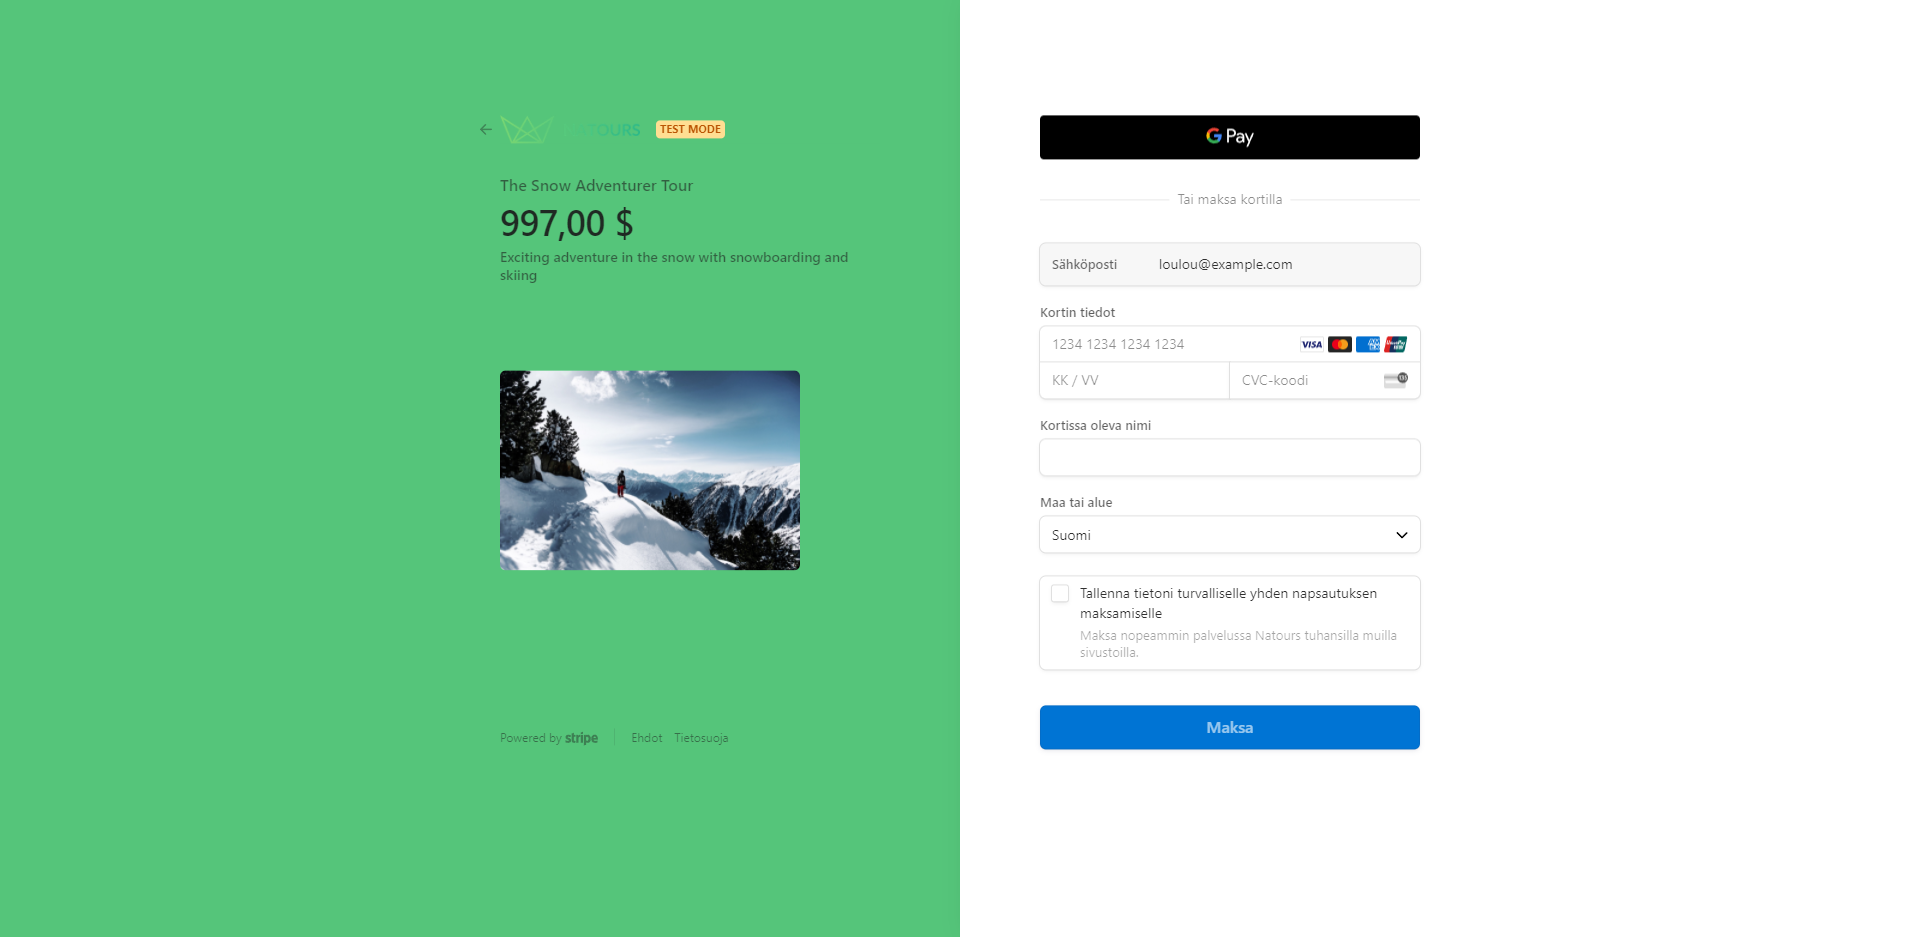 TOURS
TEST MODE
The Snow Adventurer Tour
997,00 $
Exciting adventure in the snow with snowboarding and
skiing
Powered by stripe
Ehdot Tietosuoja
G Pay
Tai maksa kortilla
Sähköposti loulou@example.com
Kortin tiedot
1234 1234 1234 1234 VISA
KK / VV CVC-koodi
Kortissa oleva nimi
Maa tai alue
Suomi
Tallenna tietoni turvalliselle yhden napsautuksen
maksamiselle
Maksa nopeammin palvelussa Natours tuhansilla muilla
sivustoilla.
Maksa